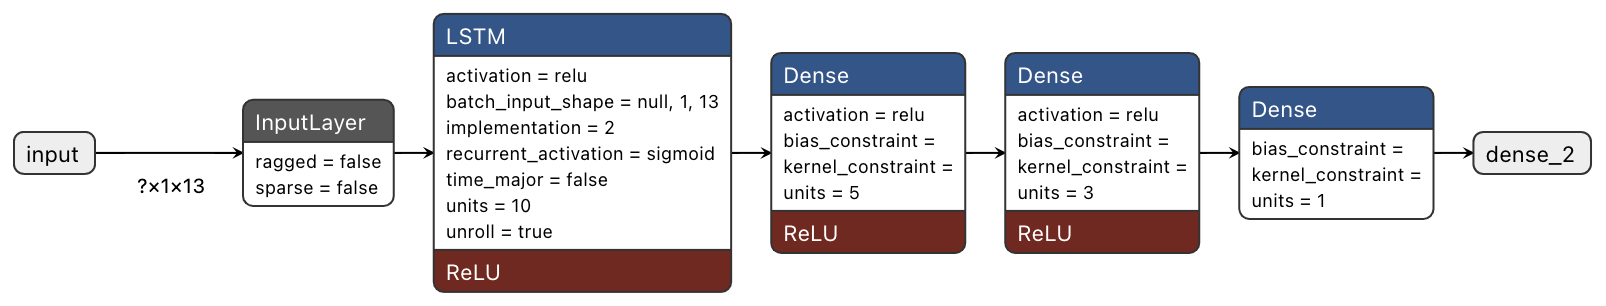 input
?×1×13
InputLayer
ragged = false
sparse = false
LSTM
activation = relu
batch_input_shape = null, 1, 13
implementation = 2
recurrent_activation = sigmoid
time_major = false
units = 10
unroll = true
ReLU
Dense
activation = relu
bias_constraint =
kernel_constraint =
units = 5
ReLU
Dense
activation = relu
bias_constraint =
kernel_constraint =
units = 3
ReLU
Dense
bias_constraint =
kernel_constraint =
units = 1
dense_2